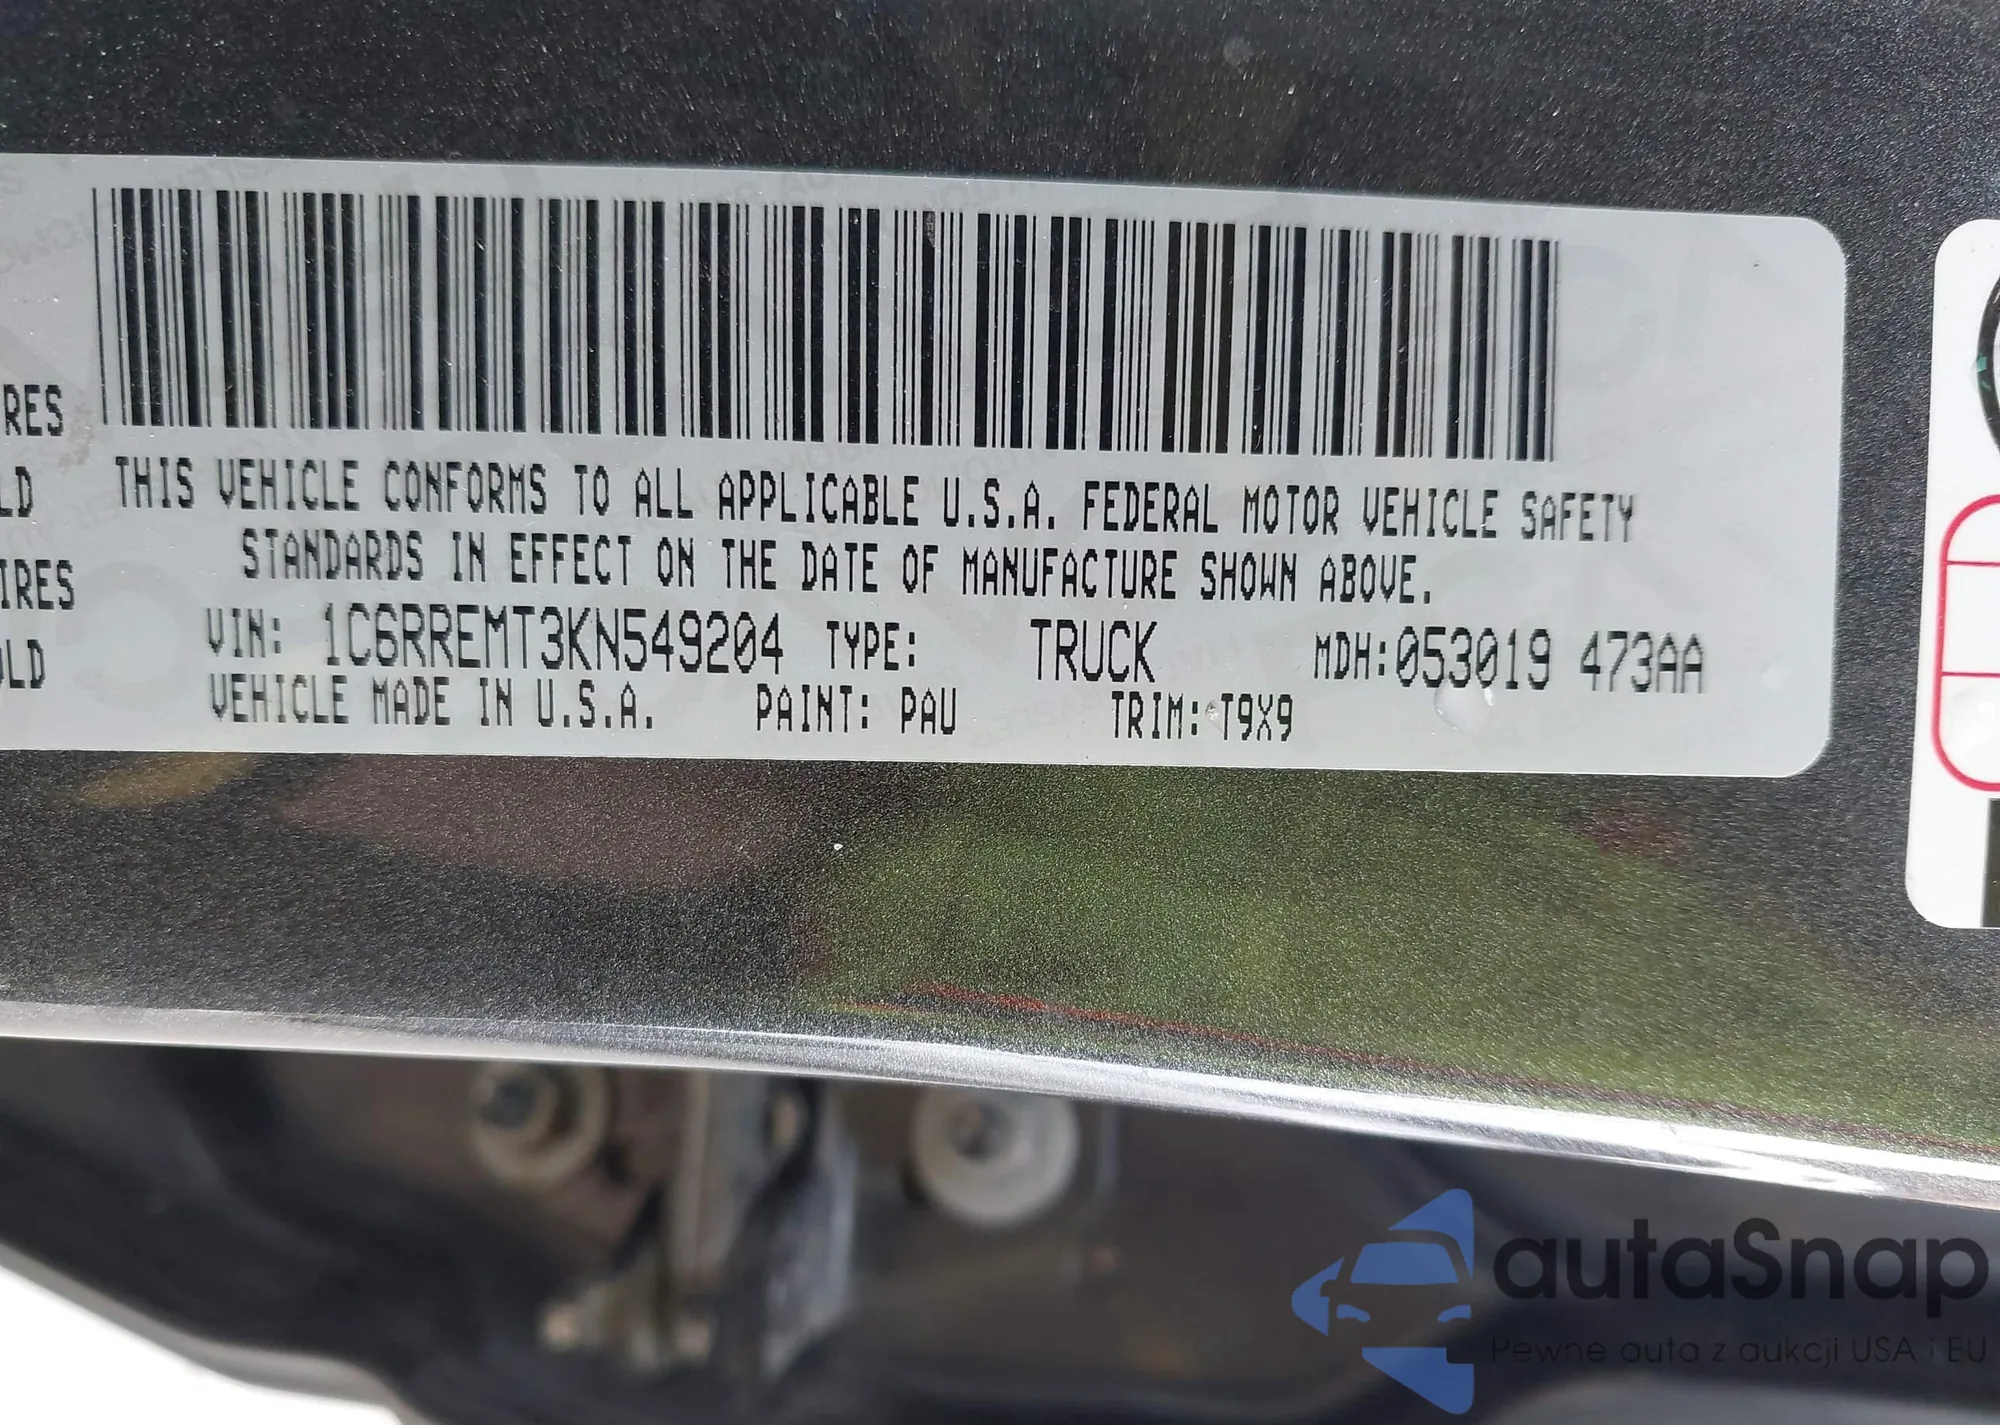 RES
LD
IRES
OLD
THIS VEHICLE CONFORMS TO ALL APPLICABLE U.S.A. FEDERAL MOTOR VEHICLE SAFETY
STANDARDS IN EFFECT ON THE DATE OF MANUFACTURE SHOWN ABOVE.
VIN: 1C6RREMT3KN549204 TYPE: TRUCK MDH:053019 473AA
VEHICLE MADE IN U.S.A. PAINT: PAU TRIM: T9X9
autaSnap
Pewne auta z aukcji USA i EU